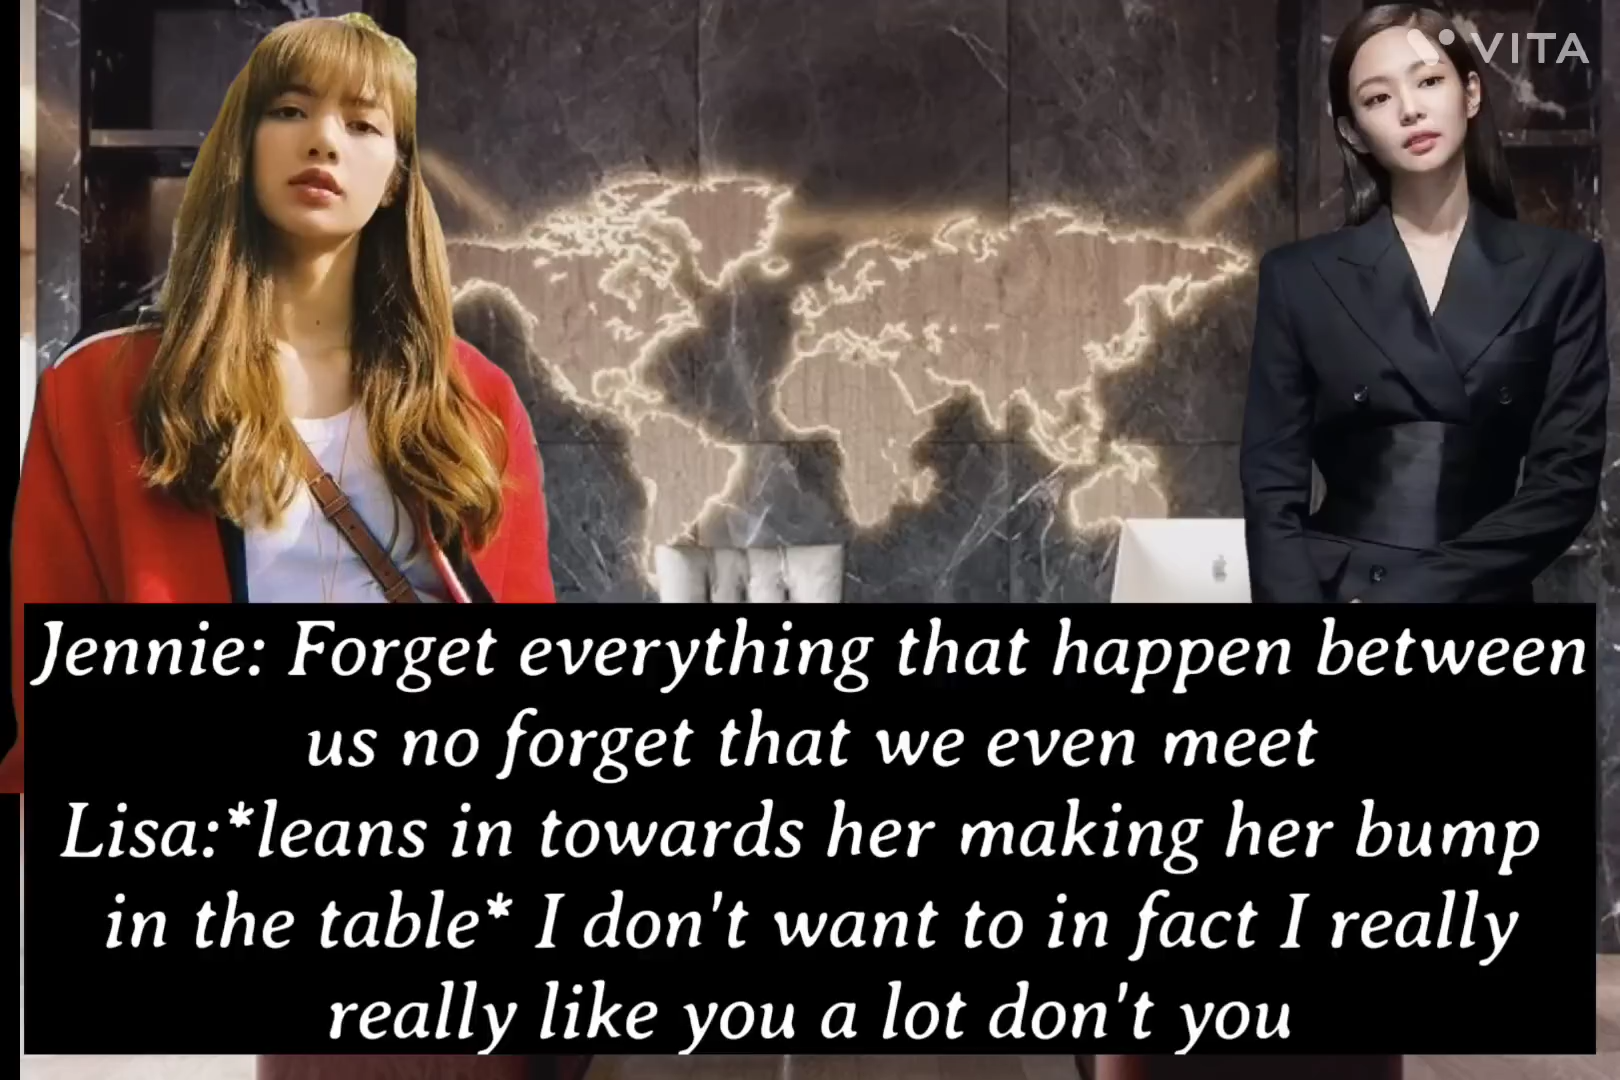 VITA
Jennie: Forget everything that happen between
us no forget that we even meet
Lisa:*leans in towards her making her bump
in the table* I don't want to in fact I really
really like you a lot don't you